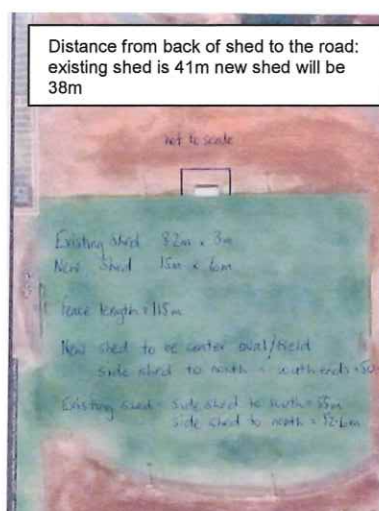 Distance from back of shed to the road:
existing shed is 41m new shed will be
38m
not to scale
Existing shed 8.2m x 3m
New Shed 15m x 6m
Fence length = 115m
New shed to be center oval/field
side shed to north = south ends = 50
Existing shed - side shed to south = 55m
side shed to north = 52.6m